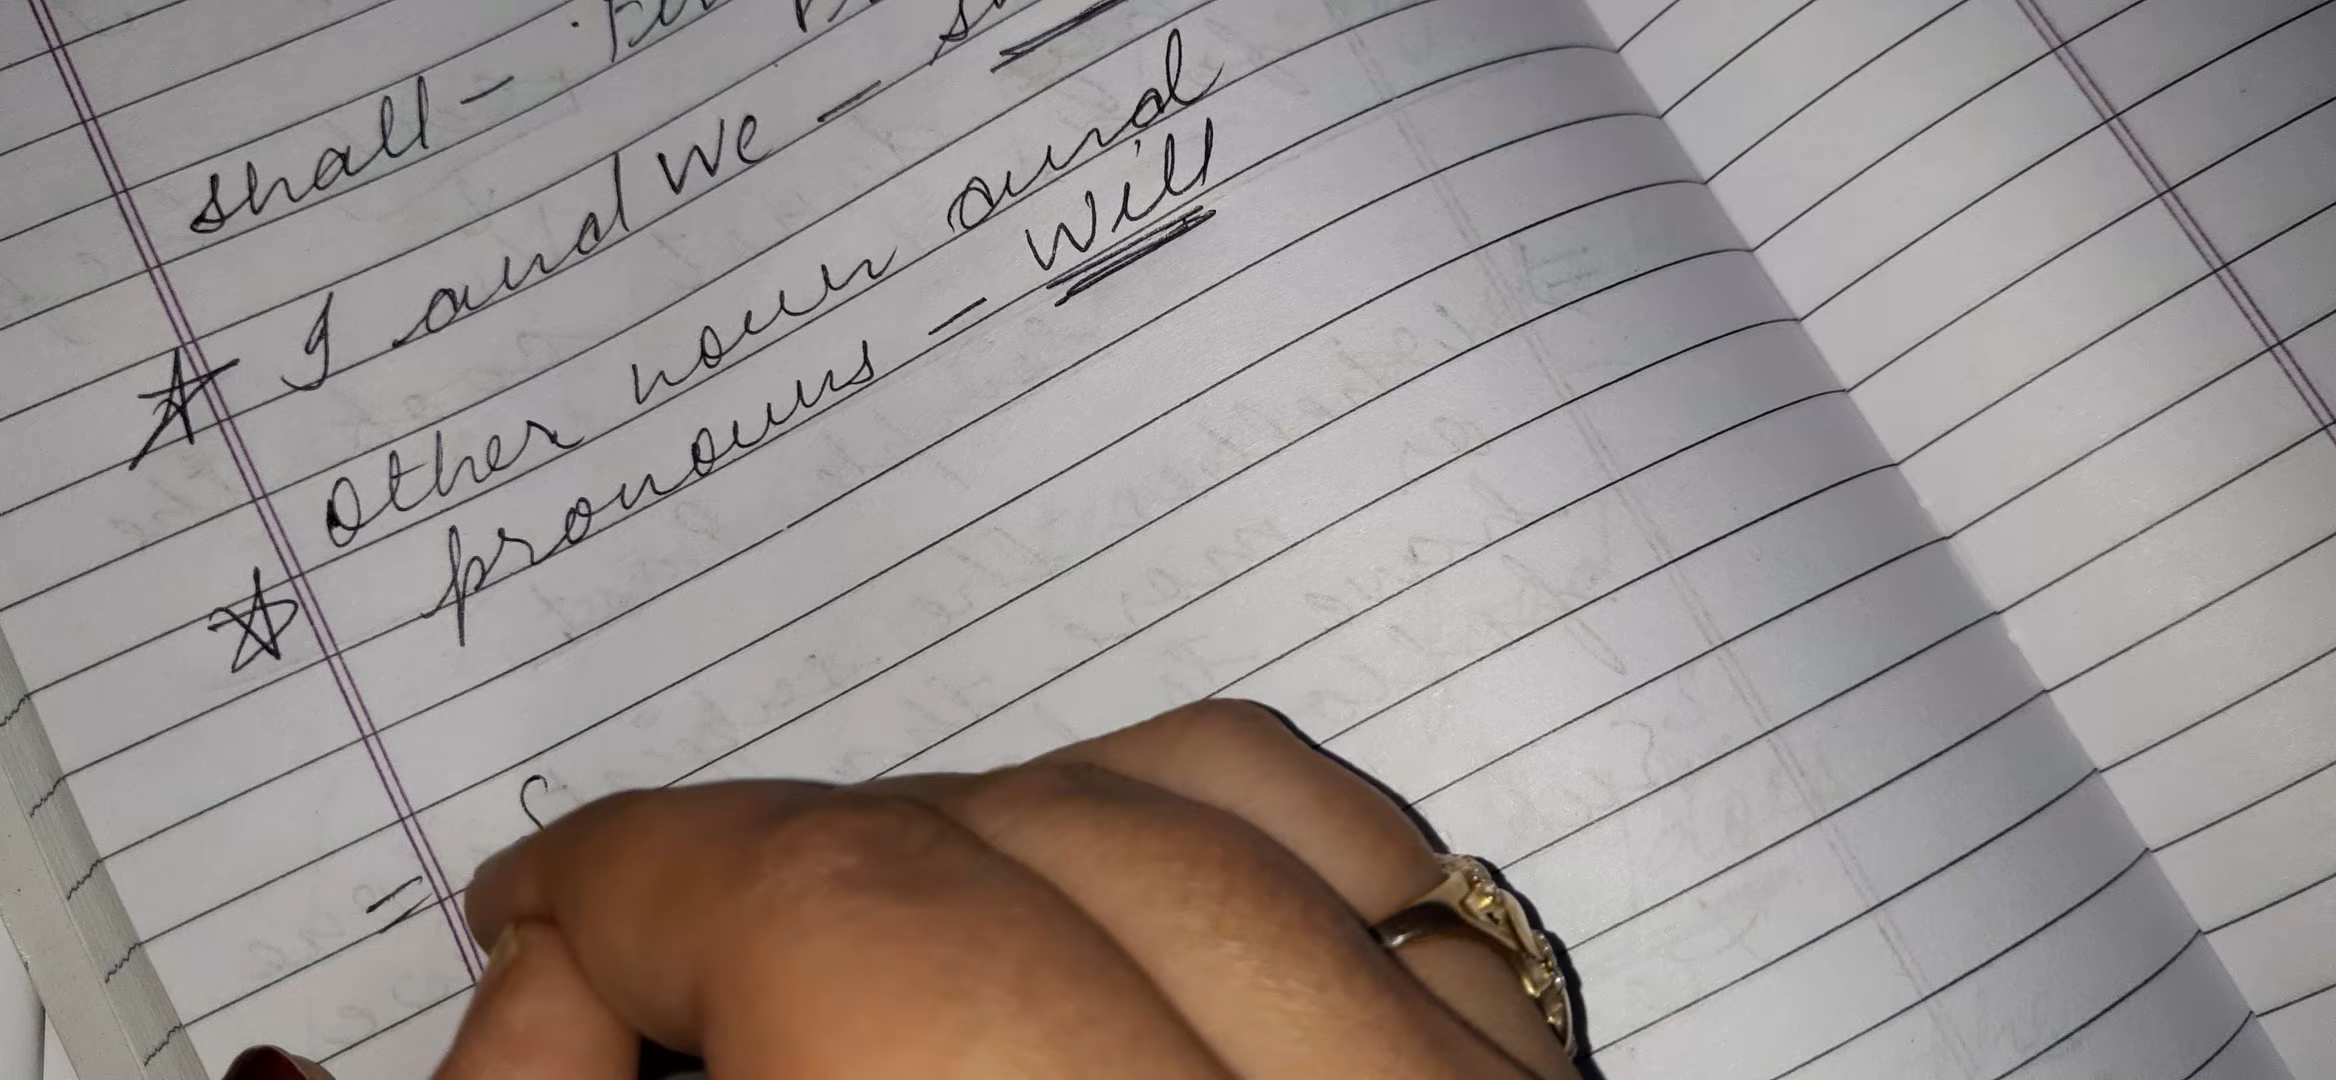 shall -
☆ I and We -
other noun and
☆ pronouns - Will
=